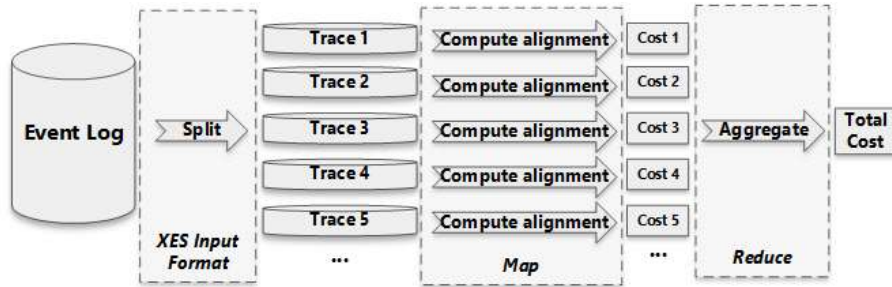 Event Log
Split
XES Input
Format
Trace 1
Trace 2
Trace 3
Trace 4
Trace 5
...
Compute alignment
Compute alignment
Compute alignment
Compute alignment
Compute alignment
Map
Cost 1
Cost 2
Cost 3
Cost 4
Cost 5
...
Aggregate
Reduce
Total
Cost